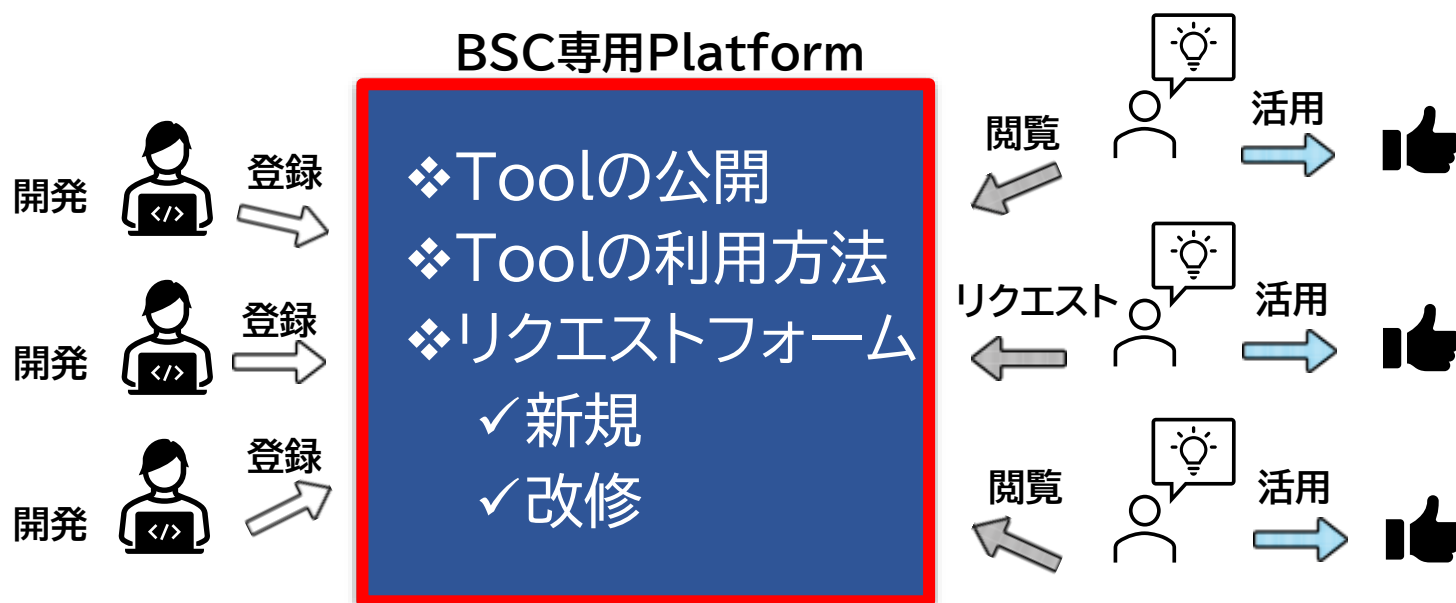 BSC専用Platform
開発
登録
開発
登録
開発
登録
</>
</>
</>
❖Toolの公開
❖Toolの利用方法
❖リクエストフォーム
✓新規
✓改修
閲覧
活用
リクエスト
活用
閲覧
活用